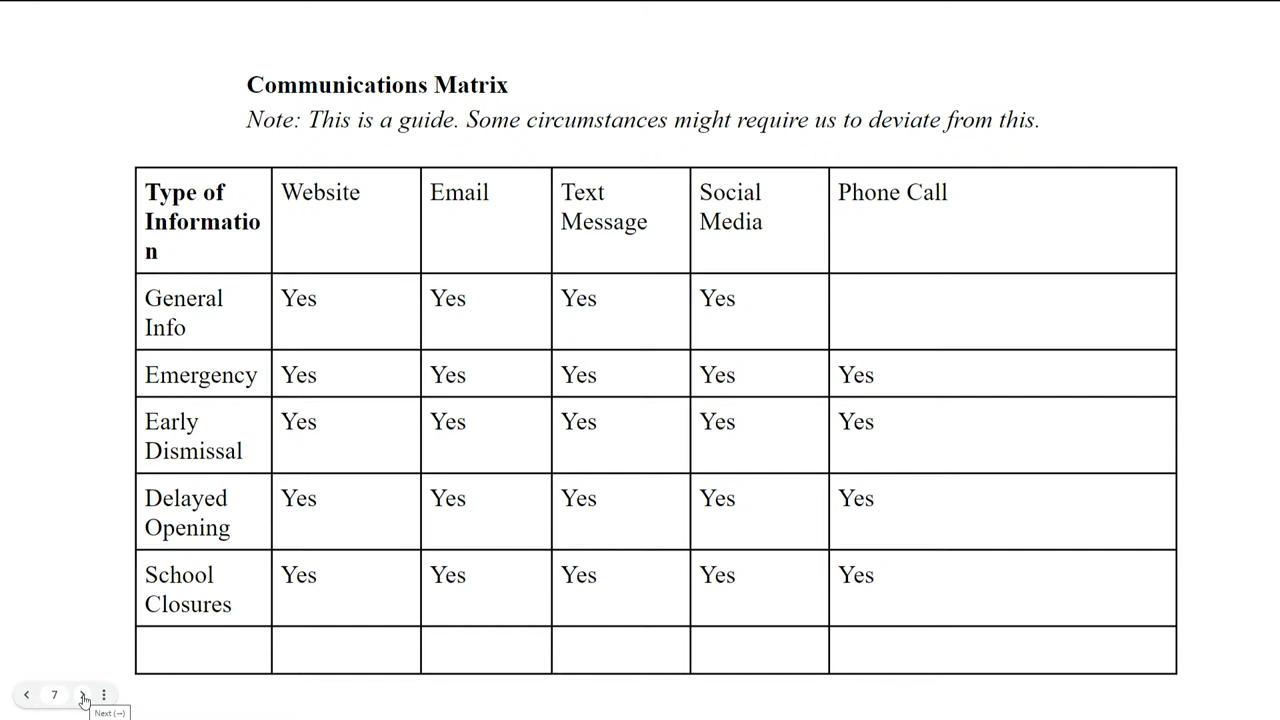 Communications Matrix
Note: This is a guide. Some circumstances might require us to deviate from this.
Type of
Informatio
n
Website
Email
Text
Message
Social
Media
Phone Call
General
Info
Yes
Yes
Yes
Yes
Emergency
Yes
Yes
Yes
Yes
Yes
Early
Dismissal
Yes
Yes
Yes
Yes
Yes
Delayed
Opening
Yes
Yes
Yes
Yes
Yes
School
Closures
Yes
Yes
Yes
Yes
Yes
7
Next (→)